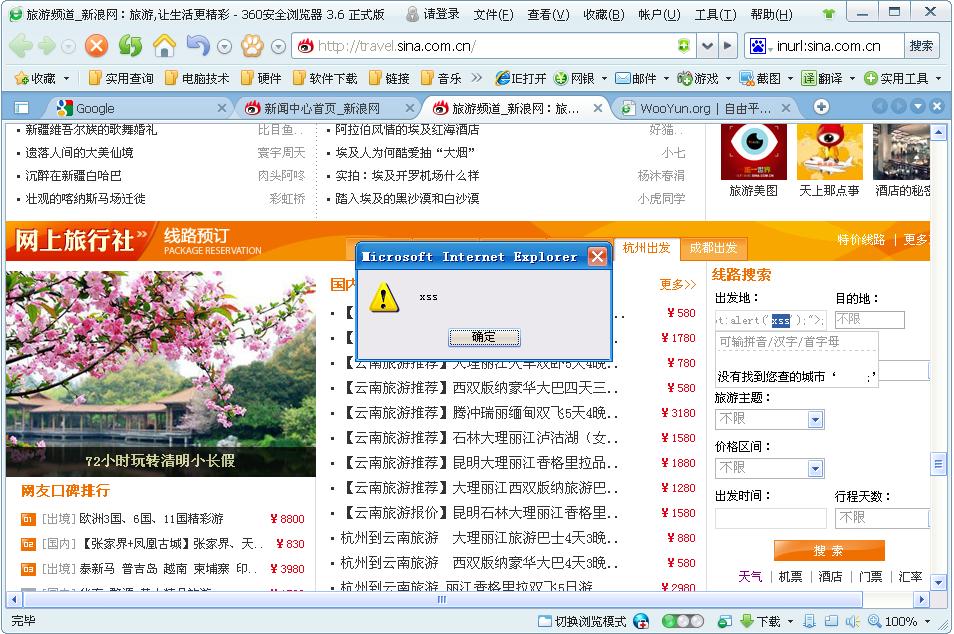 旅游频道_新浪网：旅游,让生活更精彩 - 360安全浏览器 3.6 正式版 请登录 文件(F) 查看(V) 收藏(B) 帐户(U) 工具(T) 帮助(H)
http://travel.sina.com.cn/ inurl:sina.com.cn 搜索
收藏 实用查询 电脑技术 硬件 软件下载 链接 音乐 IE打开 网银 邮件 游戏 截图 翻译 实用工具
Google 新闻中心首页_新浪网 旅游频道_新浪网：旅... WooYun.org | 自由平...
新疆维吾尔族的歌舞婚礼 比目鱼.. 阿拉伯风情的埃及红海酒店 好猫..
遗落人间的大美仙境 寰宇周天 埃及人为何酷爱抽“大烟” 小七
沉醉在新疆白哈巴 肉头阿咚 实拍：埃及开罗机场什么样 杨沐春涓
壮观的喀纳斯马场迁徙 彩虹桥 踏入埃及的黑沙漠和白沙漠 小虎同学
旅游美图 天上那点事 酒店的秘密
网上旅行社 线路预订 PACKAGE RESERVATION 杭州出发 成都出发 特价线路 | 更多
Microsoft Internet Explorer
xss
确定
更多>>
¥ 580
¥ 1780
¥ 780
【云南旅游推荐】西双版纳蒙华大巴四天三.. ¥ 580
【云南旅游推荐】腾冲瑞丽缅甸双飞5天4晚.. ¥ 3180
【云南旅游推荐】石林大理丽江泸沽湖（女.. ¥ 1580
【云南旅游推荐】昆明大理丽江香格里拉品.. ¥ 1880
【云南旅游推荐】大理丽江西双版纳旅游巴.. ¥ 1280
【云南旅游报价】昆明石林大理丽江香格里.. ¥ 1580
杭州到云南旅游 大理丽江旅游巴士4天3晚.. ¥ 880
杭州到云南旅游 西双版纳旅游大巴4天3晚.. ¥ 580
杭州到云南旅游 丽江香格里拉双飞5日游 ¥ 2980
72小时玩转清明小长假
网友口碑排行
01 [出境] 欧洲3国、6国、11国精彩游 ¥ 8800
02 [国内] 【张家界+凤凰古城】张家界、天.. ¥ 830
03 [出境] 泰新马 普吉岛 越南 柬埔寨 印.. ¥ 3980
线路搜索
出发地： 目的地：
t:alert('xss');">; 不限
可输拼音/汉字/首字母
没有找到您查的城市‘ ;’
旅游主题：
不限
价格区间：
不限
出发时间： 行程天数：
不限
搜 索
天气 | 机票 | 酒店 | 门票 | 汇率
完毕 切换浏览模式 下载 100%